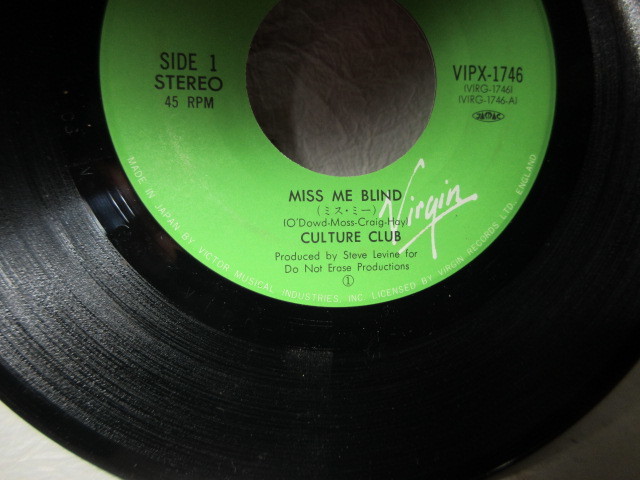 SIDE 1
STEREO
45 RPM
VIPX-1746
(VIRG-1746)
(VIRG-1746-A)
JASRAC
MISS ME BLIND
(ミス・ミー)
(O'Dowd-Moss-Craig-Hay)
CULTURE CLUB
Virgin
Produced by Steve Levine for
Do Not Erase Productions
①
MADE IN JAPAN BY VICTOR MUSICAL INDUSTRIES, INC. LICENSED BY VIRGIN RECORDS LTD. ENGLAND